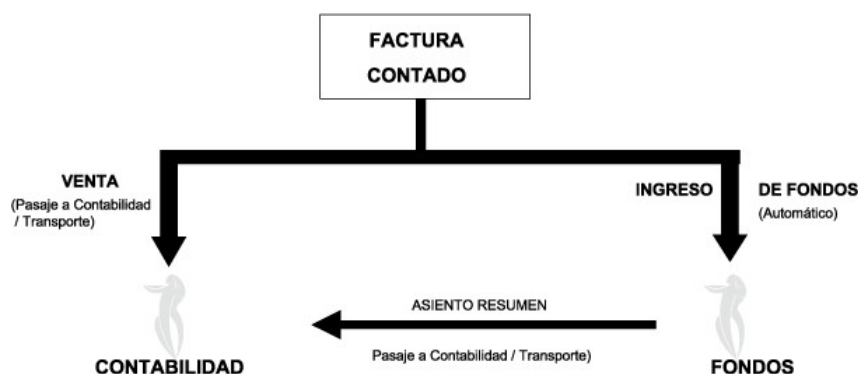 FACTURA
CONTADO
VENTA
(Pasaje a Contabilidad
/ Transporte)
INGRESO DE FONDOS
(Automático)
ASIENTO RESUMEN
Pasaje a Contabilidad / Transporte)
CONTABILIDAD
FONDOS